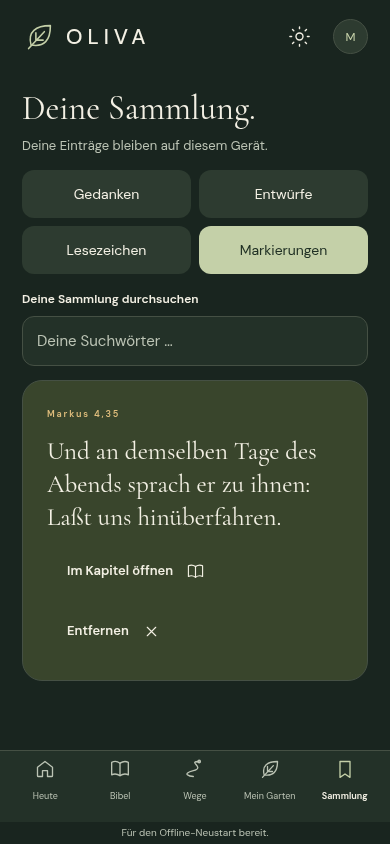 OLIVA
M
Deine Sammlung.
Deine Einträge bleiben auf diesem Gerät.
Gedanken
Entwürfe
Lesezeichen
Markierungen
Deine Sammlung durchsuchen
Deine Suchwörter ...
Markus 4,35
Und an demselben Tage des
Abends sprach er zu ihnen:
Laßt uns hinüberfahren.
Im Kapitel öffnen
Entfernen
Heute
Bibel
Wege
Mein Garten
Sammlung
Für den Offline-Neustart bereit.